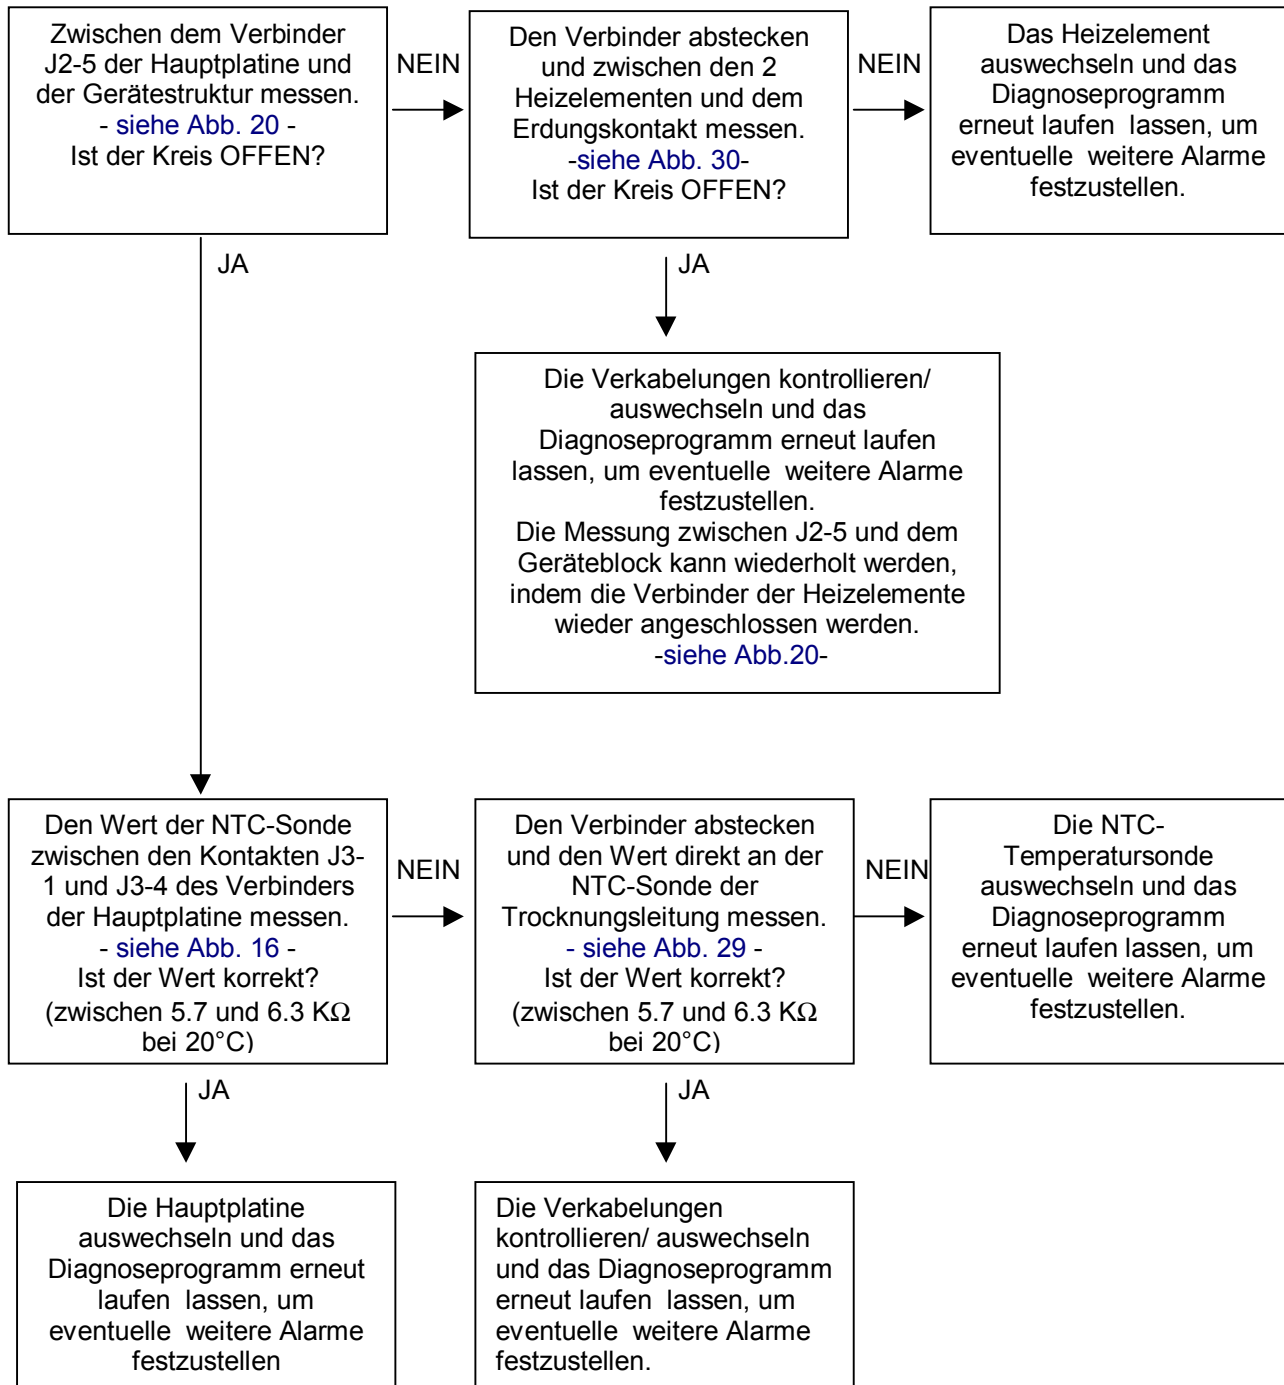 Zwischen dem Verbinder
J2-5 der Hauptplatine und
der Gerätestruktur messen.
- siehe Abb. 20 -
Ist der Kreis OFFEN?
NEIN
Den Verbinder abstecken
und zwischen den 2
Heizelementen und dem
Erdungskontakt messen.
-siehe Abb. 30-
Ist der Kreis OFFEN?
NEIN
Das Heizelement
auswechseln und das
Diagnoseprogramm
erneut laufen lassen, um
eventuelle weitere Alarme
festzustellen.
JA
JA
Die Verkabelungen kontrollieren/
auswechseln und das
Diagnoseprogramm erneut laufen
lassen, um eventuelle weitere Alarme
festzustellen.
Die Messung zwischen J2-5 und dem
Geräteblock kann wiederholt werden,
indem die Verbinder der Heizelemente
wieder angeschlossen werden.
-siehe Abb.20-
Den Wert der NTC-Sonde
zwischen den Kontakten J3-
1 und J3-4 des Verbinders
der Hauptplatine messen.
- siehe Abb. 16 -
Ist der Wert korrekt?
(zwischen 5.7 und 6.3 KΩ
bei 20°C)
NEIN
Den Verbinder abstecken
und den Wert direkt an der
NTC-Sonde der
Trocknungsleitung messen.
- siehe Abb. 29 -
Ist der Wert korrekt?
(zwischen 5.7 und 6.3 KΩ
bei 20°C)
NEIN
Die NTC-
Temperatursonde
auswechseln und das
Diagnoseprogramm
erneut laufen lassen, um
eventuelle weitere Alarme
festzustellen.
JA
JA
Die Hauptplatine
auswechseln und das
Diagnoseprogramm erneut
laufen lassen, um
eventuelle weitere Alarme
festzustellen
Die Verkabelungen
kontrollieren/ auswechseln
und das Diagnoseprogramm
erneut laufen lassen, um
eventuelle weitere Alarme
festzustellen.